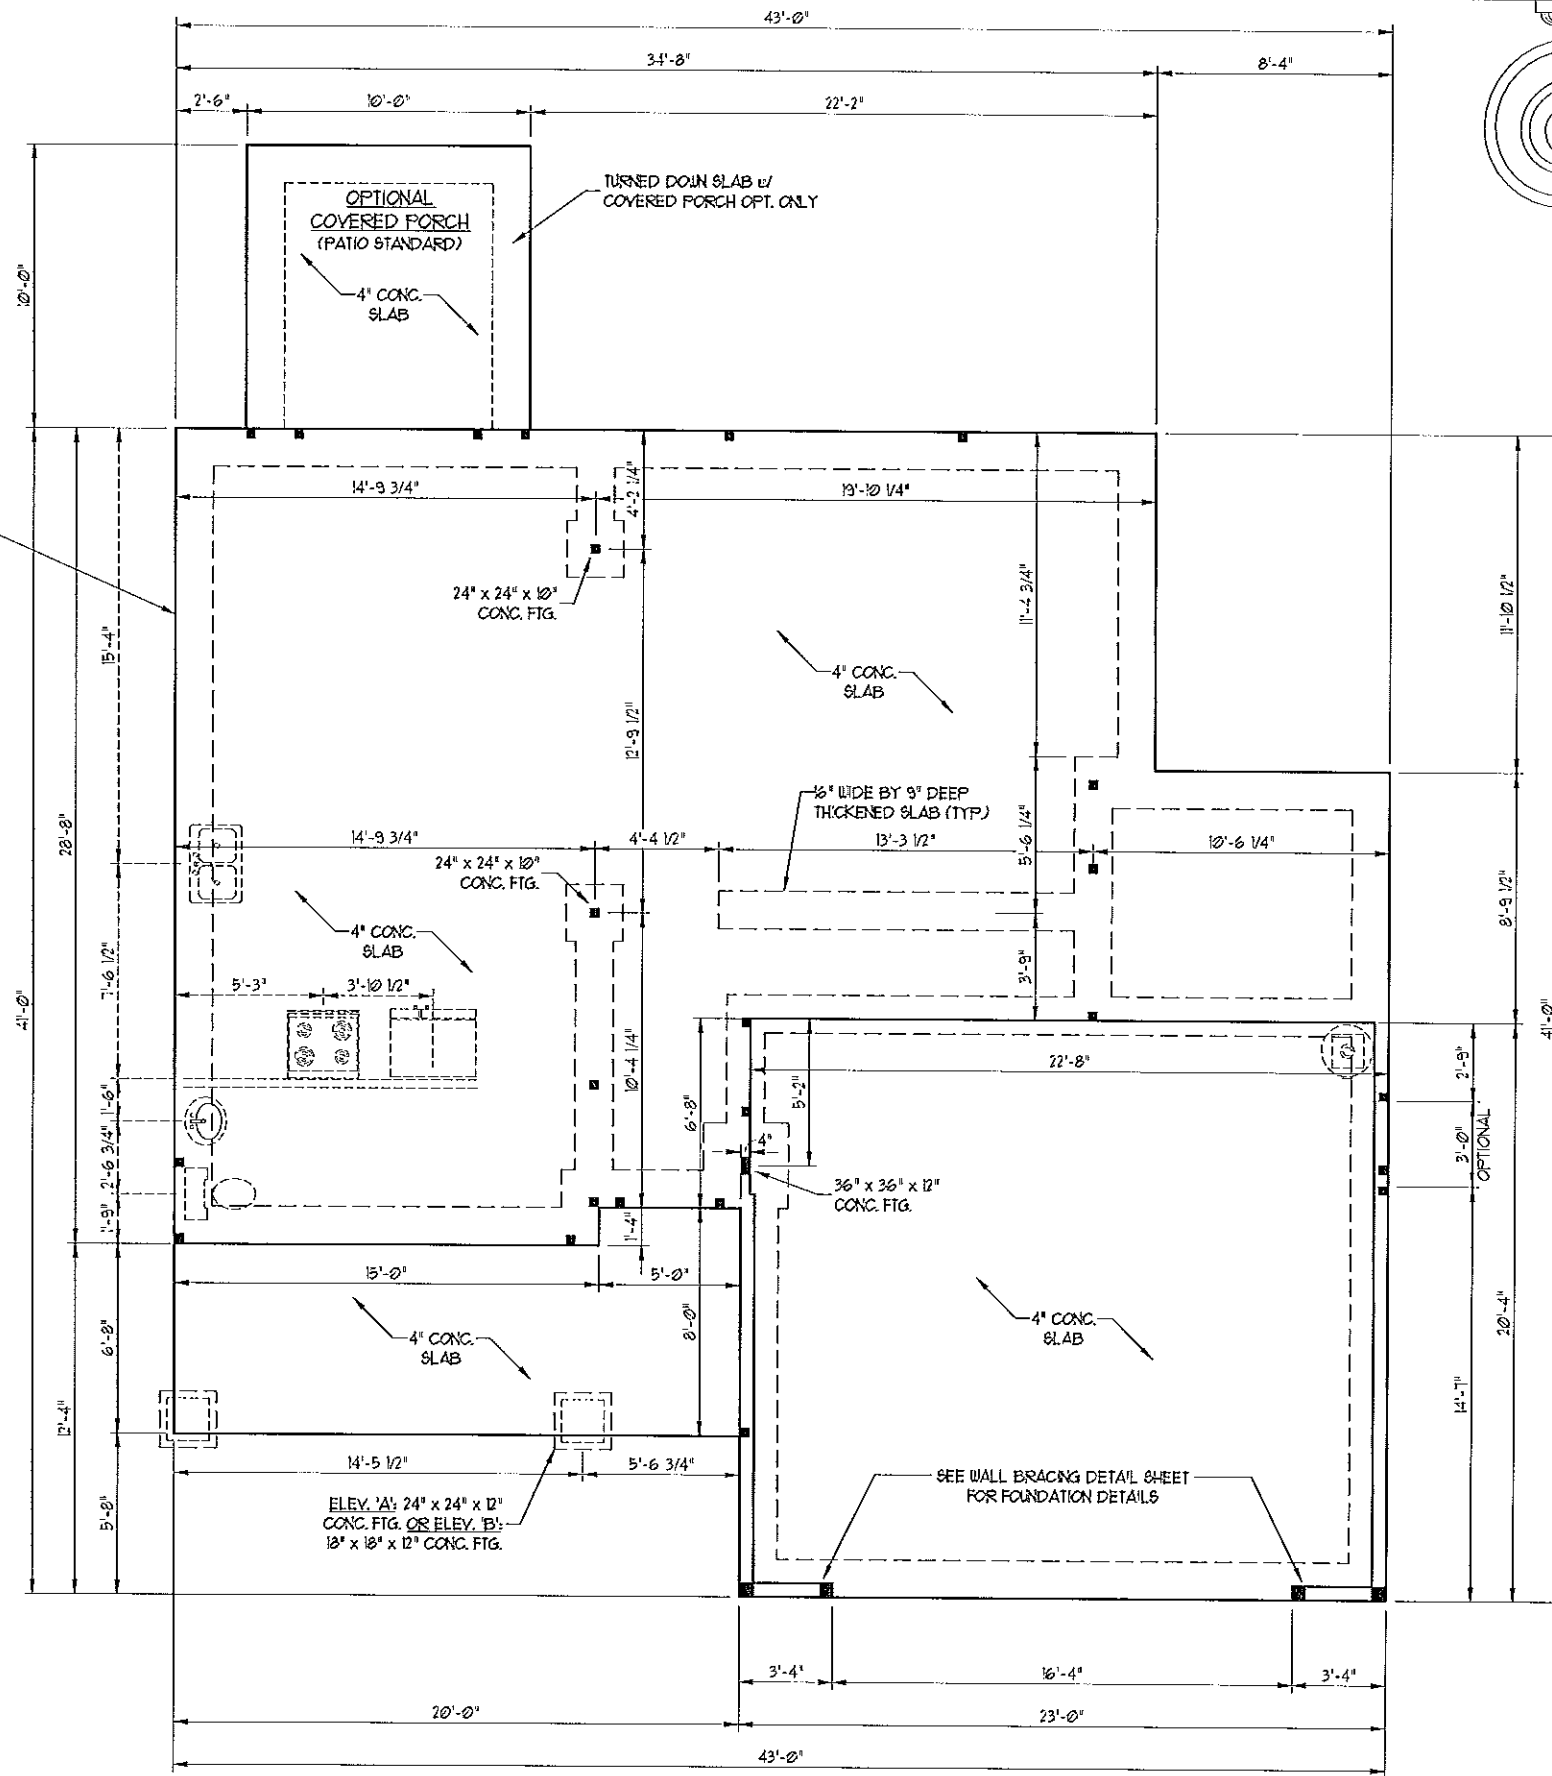 43'-0"
34'-8"
8'-4"
2'-6"
10'-0"
22'-2"
TURNED DOWN SLAB w/
COVERED PORCH OPT. ONLY
OPTIONAL
COVERED PORCH
(PATIO STANDARD)
4" CONC.
SLAB
10'-0"
14'-9 3/4"
4'-2 1/4"
19'-10 1/4"
24" x 24" x 10"
CONC. FTG.
11'-4 3/4"
11'-10 1/2"
15'-4"
4" CONC.
SLAB
12'-9 1/2"
28'-8"
16" WIDE BY 9" DEEP
THICKENED SLAB (TYP.)
14'-9 3/4"
4'-4 1/2"
13'-3 1/2"
5'-6 1/4"
10'-6 1/4"
24" x 24" x 10"
CONC. FTG.
8'-9 1/2"
4" CONC.
SLAB
7'-6 1/2"
5'-3"
3'-10 1/2"
3'-9"
41'-0"
41'-0"
10'-4 1/4"
22'-8"
2'-9"
1'-6"
6'-8"
5'-2"
3'-0"
OPTIONAL
2'-6 3/4"
4"
36" x 36" x 12"
CONC. FTG.
1'-9"
1'-4"
15'-0"
5'-0"
8'-0"
6'-8"
4" CONC.
SLAB
4" CONC.
SLAB
20'-4"
14'-7"
12'-4"
14'-5 1/2"
5'-6 3/4"
5'-8"
SEE WALL BRACING DETAIL SHEET
FOR FOUNDATION DETAILS
ELEV. 'A': 24" x 24" x 12"
CONC. FTG. OR ELEV. 'B':
18" x 18" x 12" CONC. FTG.
3'-4"
16'-4"
3'-4"
20'-0"
23'-0"
43'-0"